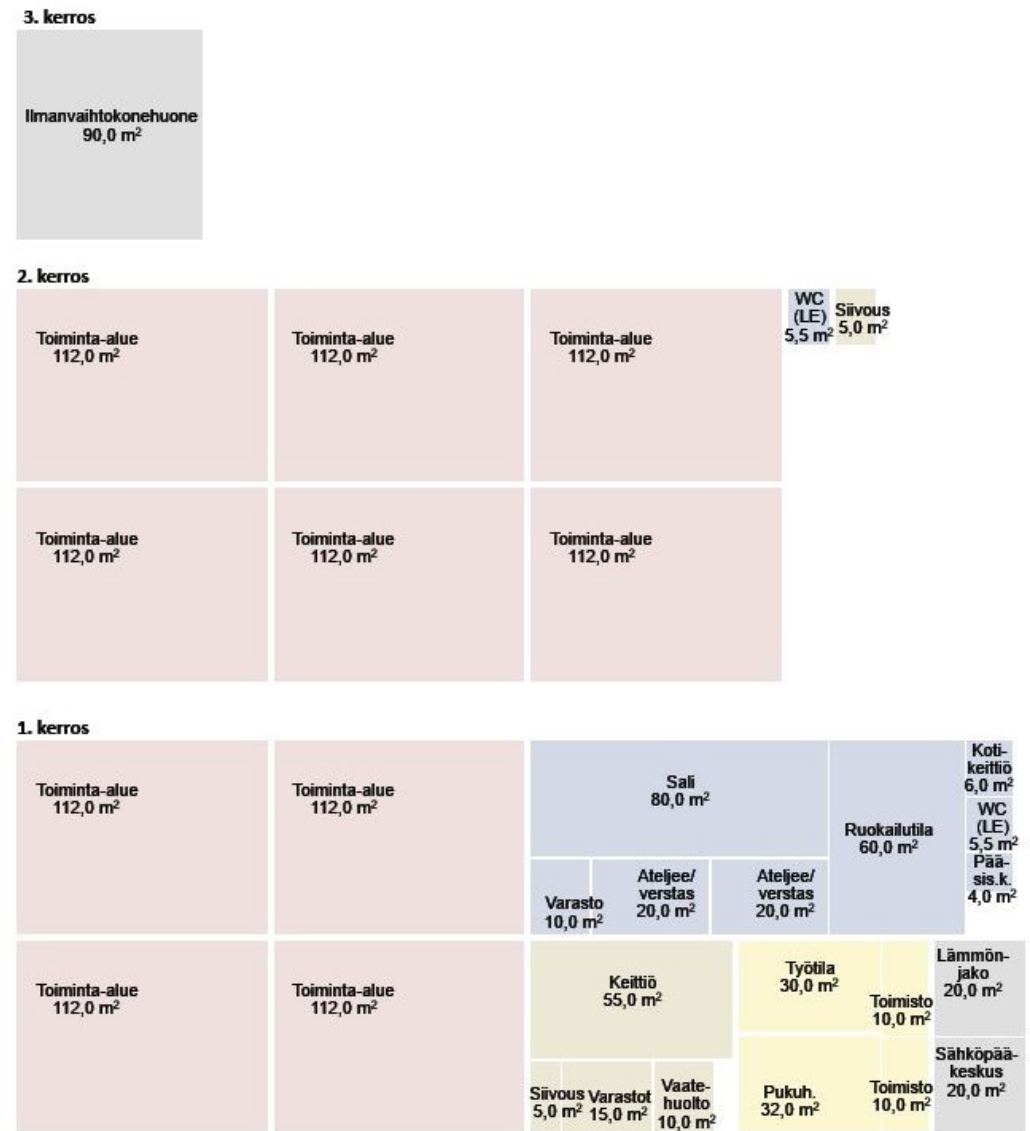 3. kerros
Ilmanvaihtokonehuone
90,0 m²
2. kerros
Toiminta-alue
112,0 m²
Toiminta-alue
112,0 m²
Toiminta-alue
112,0 m²
WC
(LE)
5,5 m²
Siivous
5,0 m²
Toiminta-alue
112,0 m²
Toiminta-alue
112,0 m²
Toiminta-alue
112,0 m²
1. kerros
Toiminta-alue
112,0 m²
Toiminta-alue
112,0 m²
Sali
80,0 m²
Ruokailutila
60,0 m²
Koti-
keittiö
6,0 m²
WC
(LE)
5,5 m²
Pää-
sis.k.
4,0 m²
Varasto
10,0 m²
Ateljee/
verstas
20,0 m²
Ateljee/
verstas
20,0 m²
Toiminta-alue
112,0 m²
Toiminta-alue
112,0 m²
Keittiö
55,0 m²
Työtila
30,0 m²
Toimisto
10,0 m²
Lämmön-
jako
20,0 m²
Siivous
5,0 m²
Varastot
15,0 m²
Vaate-
huolto
10,0 m²
Pukuh.
32,0 m²
Toimisto
10,0 m²
Sähköpää-
keskus
20,0 m²